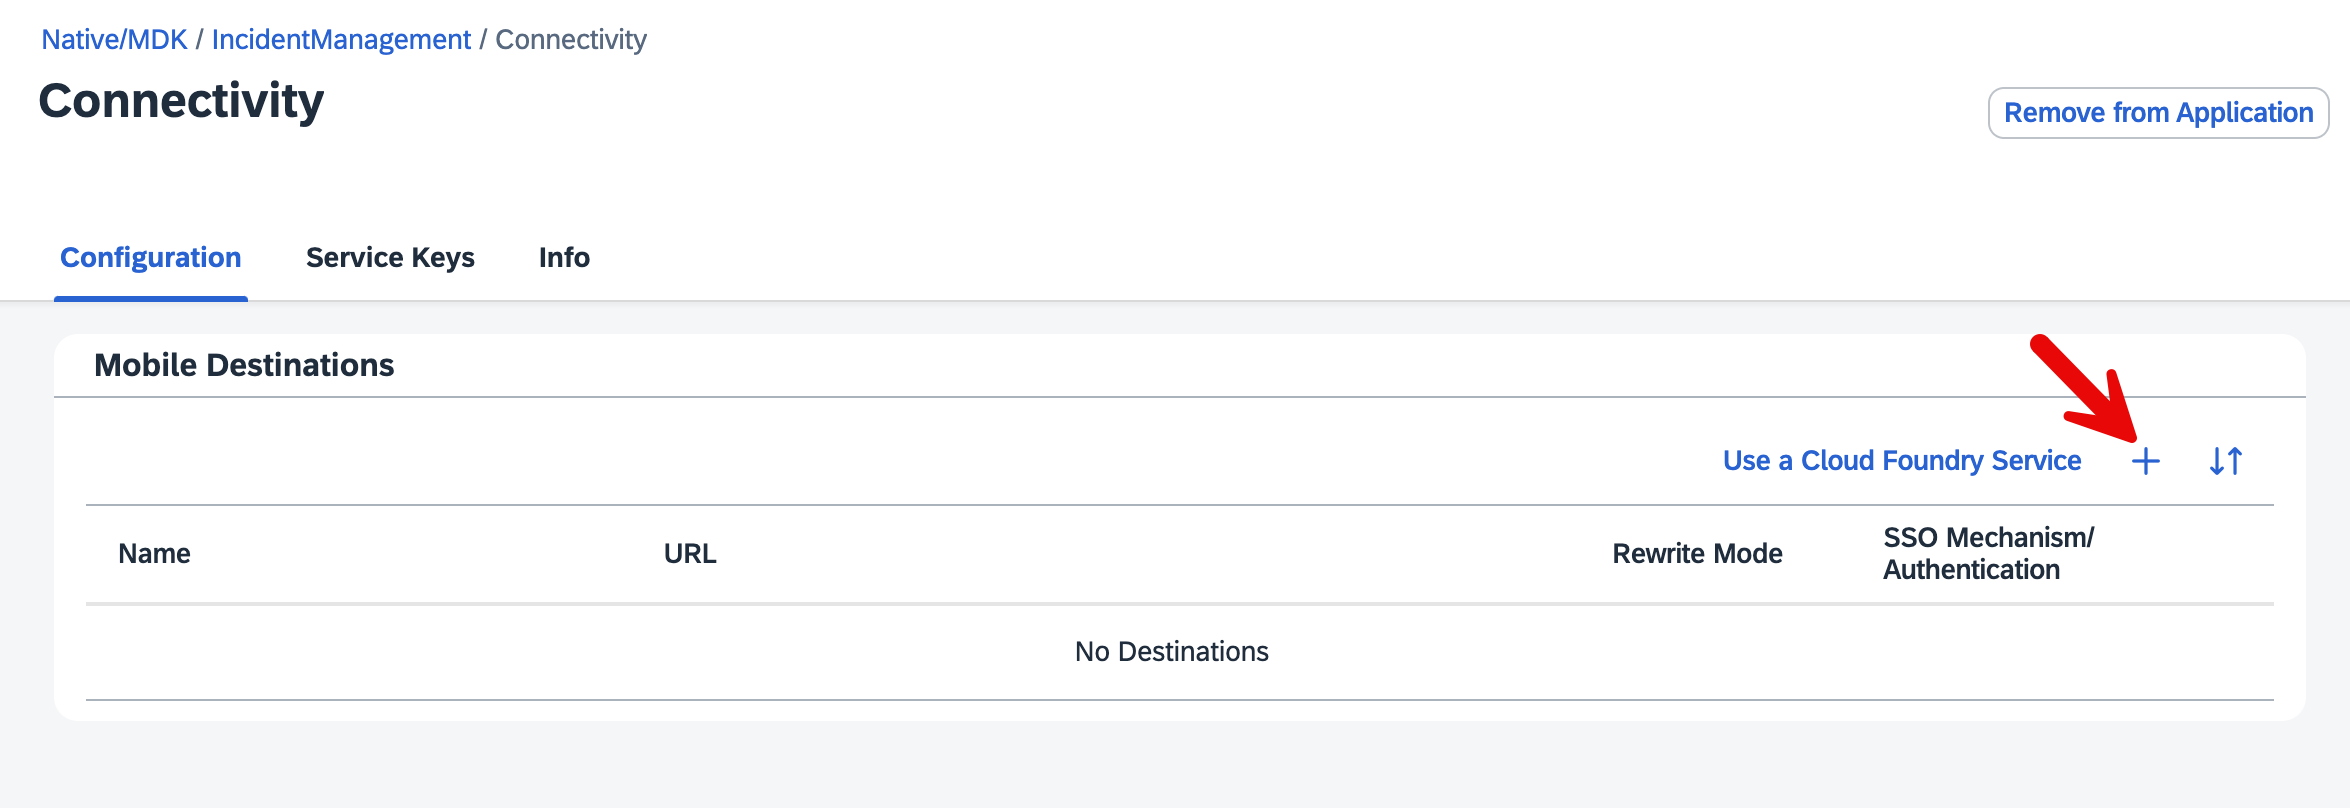 Native/MDK / IncidentManagement / Connectivity
Connectivity
Remove from Application
Configuration Service Keys Info
Mobile Destinations
Use a Cloud Foundry Service
Name URL Rewrite Mode SSO Mechanism/
Authentication
No Destinations